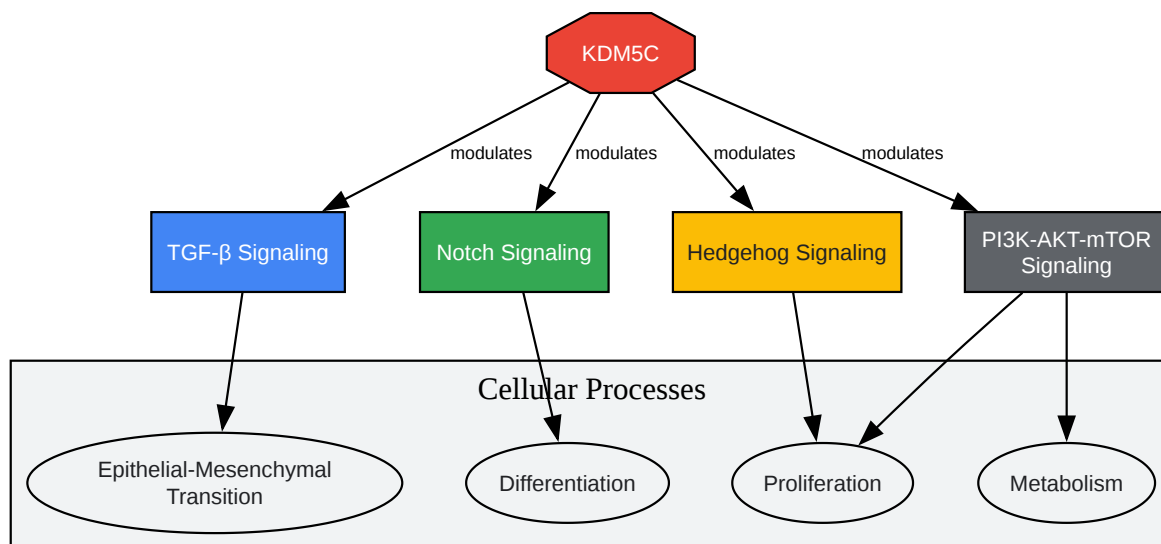 KDM5C
modulates
modulates
modulates
modulates
TGF-β Signaling
Notch Signaling
Hedgehog Signaling
PI3K-AKT-mTOR
Signaling
Cellular Processes
Epithelial-Mesenchymal
Transition
Differentiation
Proliferation
Metabolism